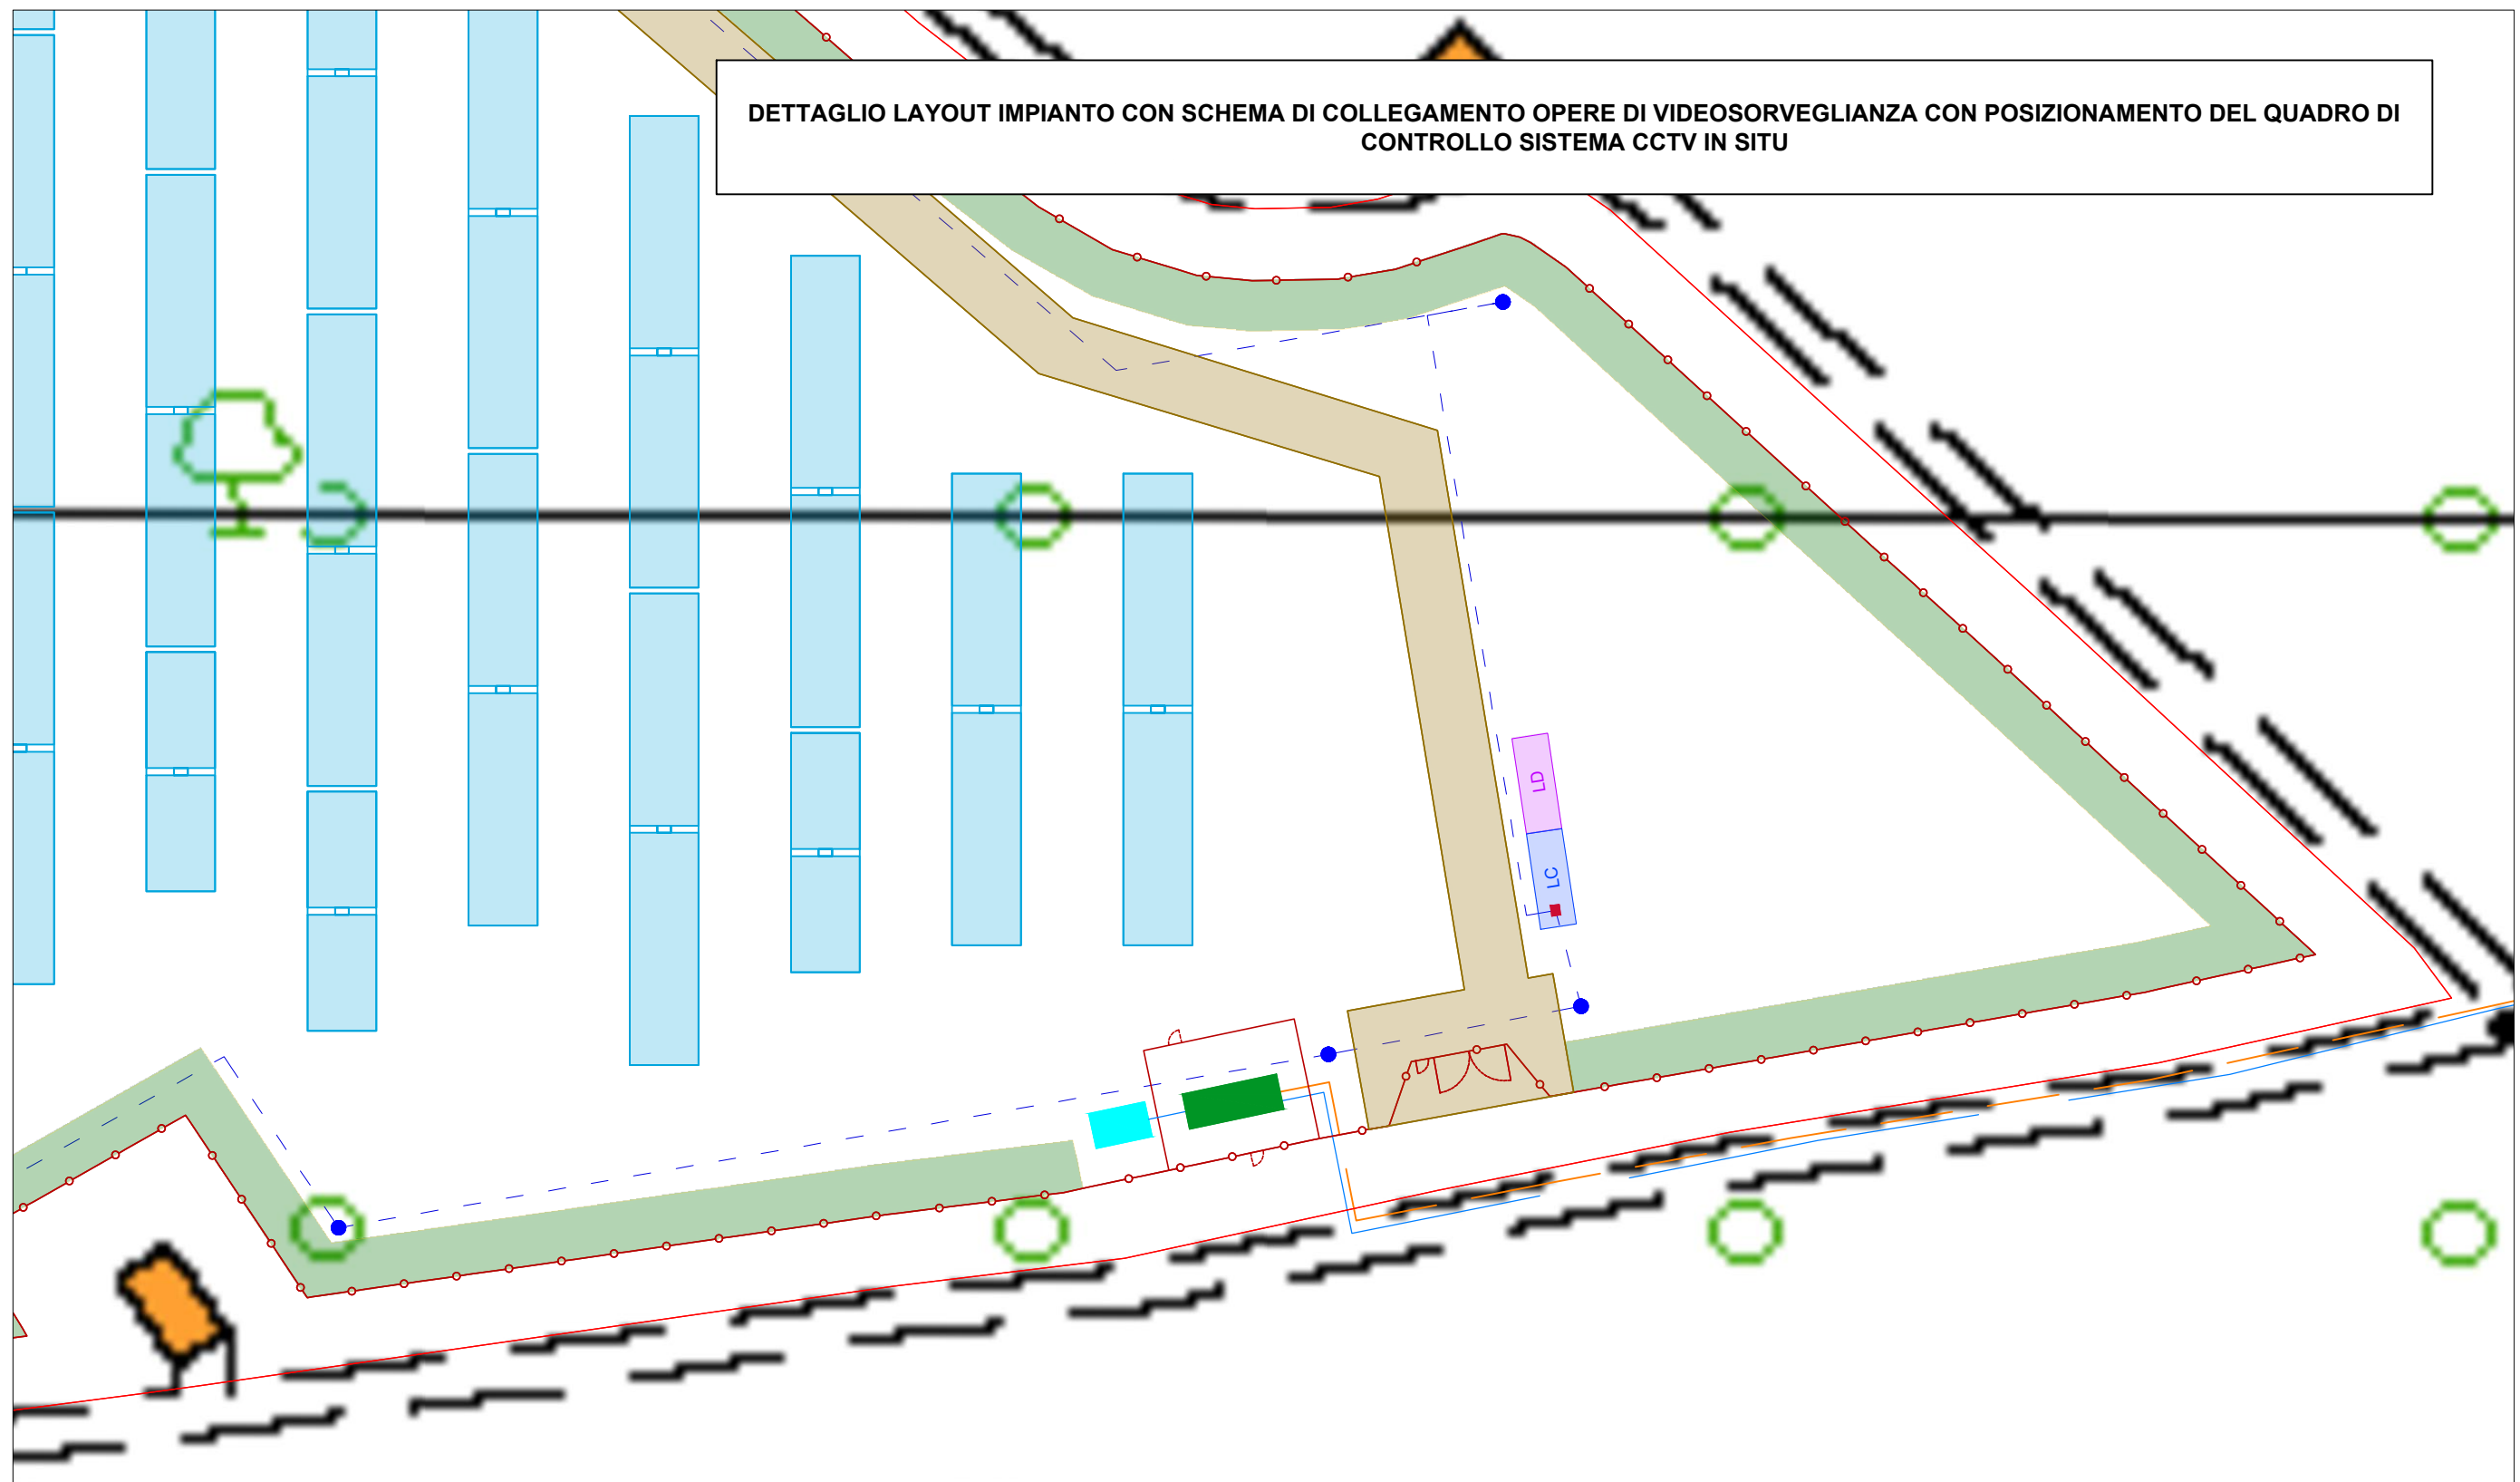 DETTAGLIO LAYOUT IMPIANTO CON SCHEMA DI COLLEGAMENTO OPERE DI VIDEOSORVEGLIANZA CON POSIZIONAMENTO DEL QUADRO DI
CONTROLLO SISTEMA CCTV IN SITU
LD
LC